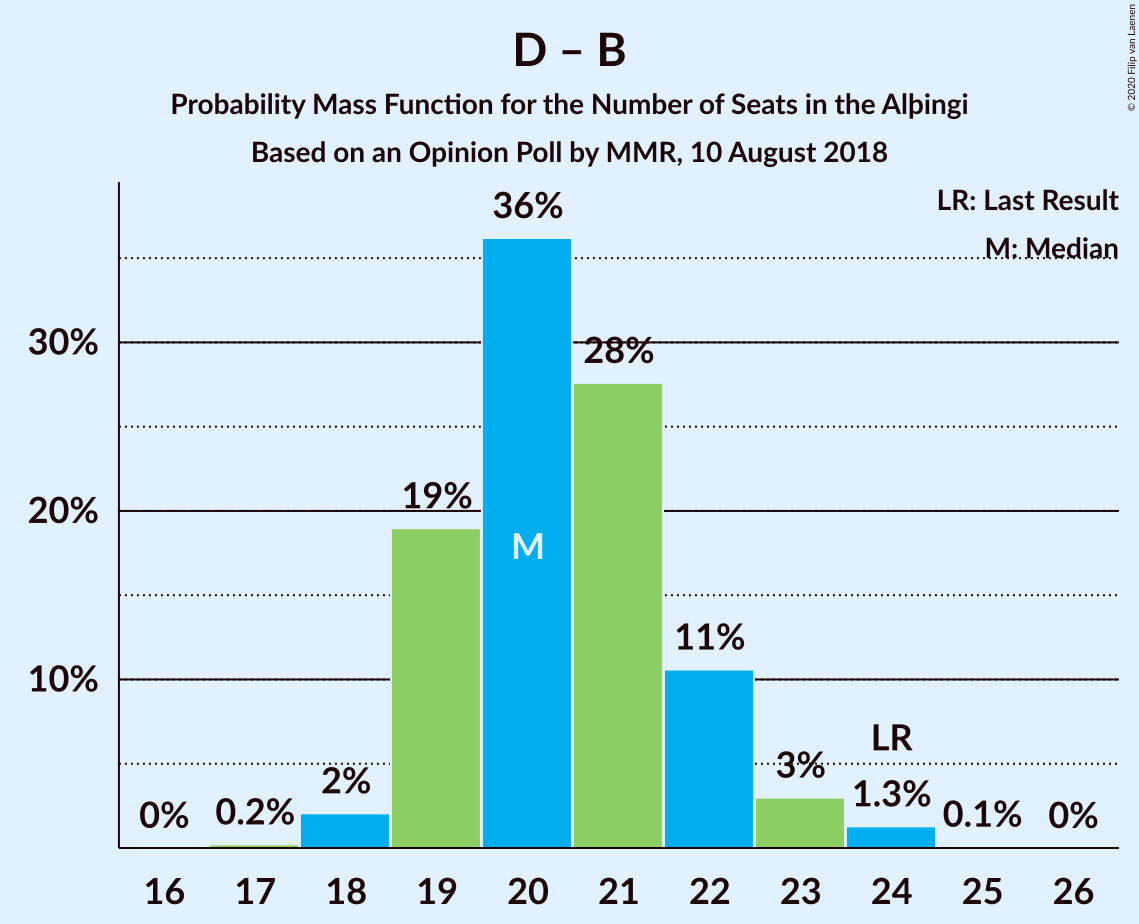 D – B
Probability Mass Function for the Number of Seats in the Alþingi
Based on an Opinion Poll by MMR, 10 August 2018
© 2020 Filip van Laenen
LR: Last Result
M: Median
36%
30%
28%
20%
19%
M
11%
10%
LR
3%
2%
1.3%
0%
0.2%
0.1%
0%
16 17 18 19 20 21 22 23 24 25 26